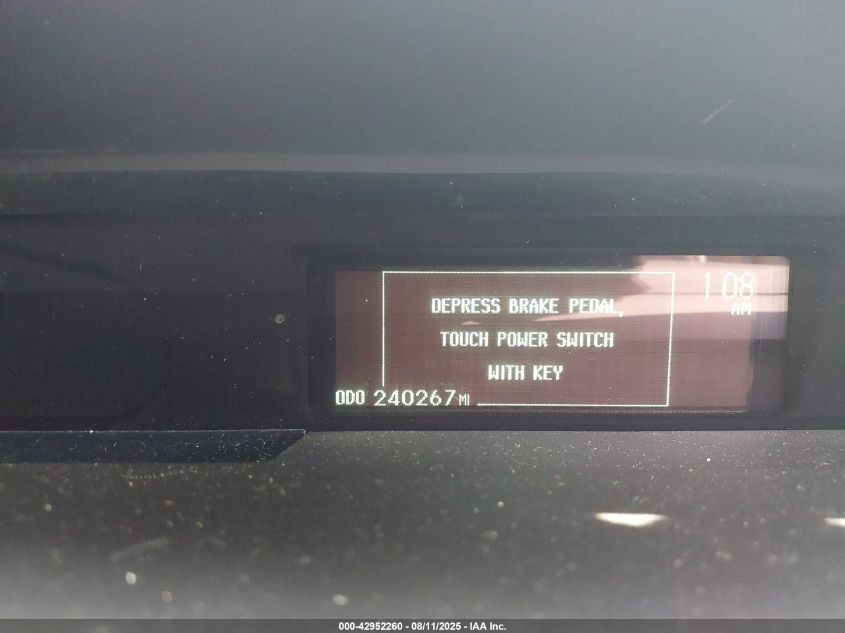 1:08
AM
DEPRESS BRAKE PEDAL,
TOUCH POWER SWITCH
WITH KEY
ODO 240267 MI
000-42952260 - 08/11/2025 - IAA Inc.